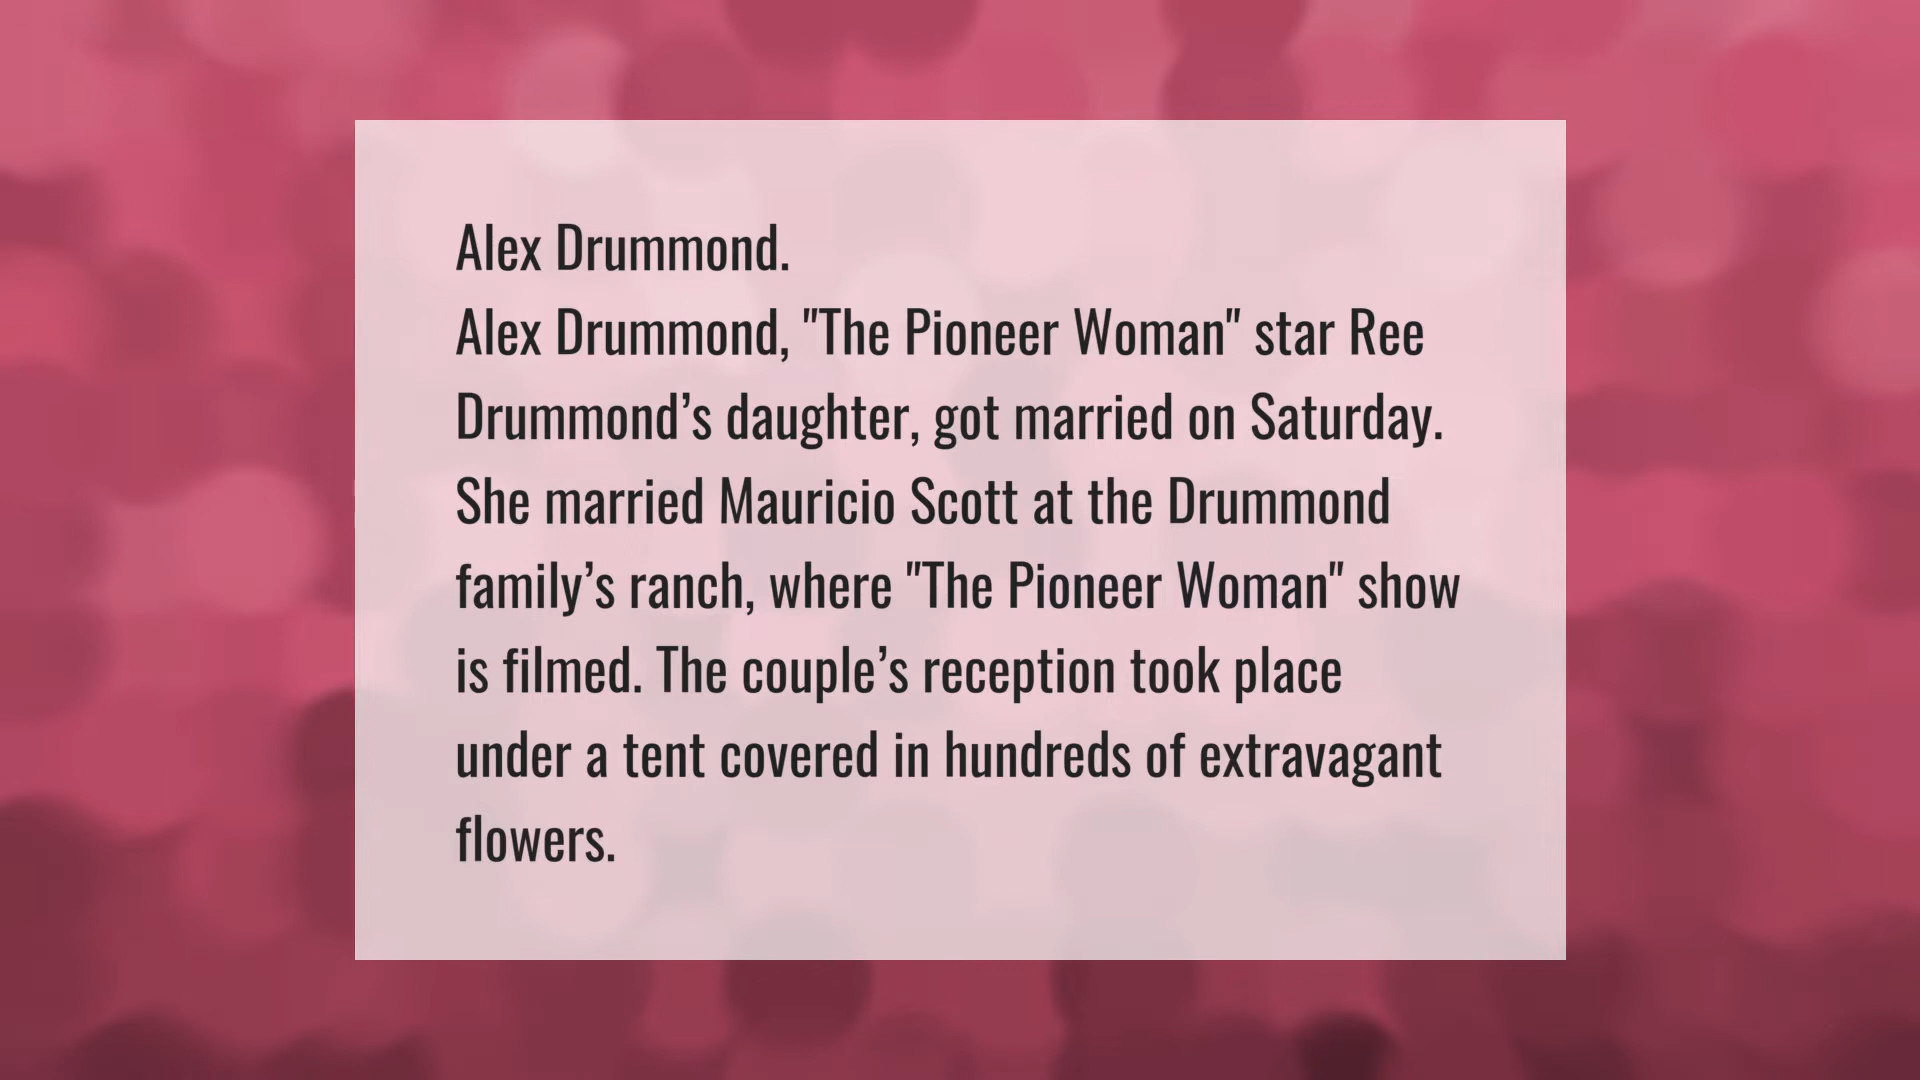 Alex Drummond.
Alex Drummond, "The Pioneer Woman" star Ree
Drummond’s daughter, got married on Saturday.
She married Mauricio Scott at the Drummond
family’s ranch, where "The Pioneer Woman" show
is filmed. The couple’s reception took place
under a tent covered in hundreds of extravagant
flowers.